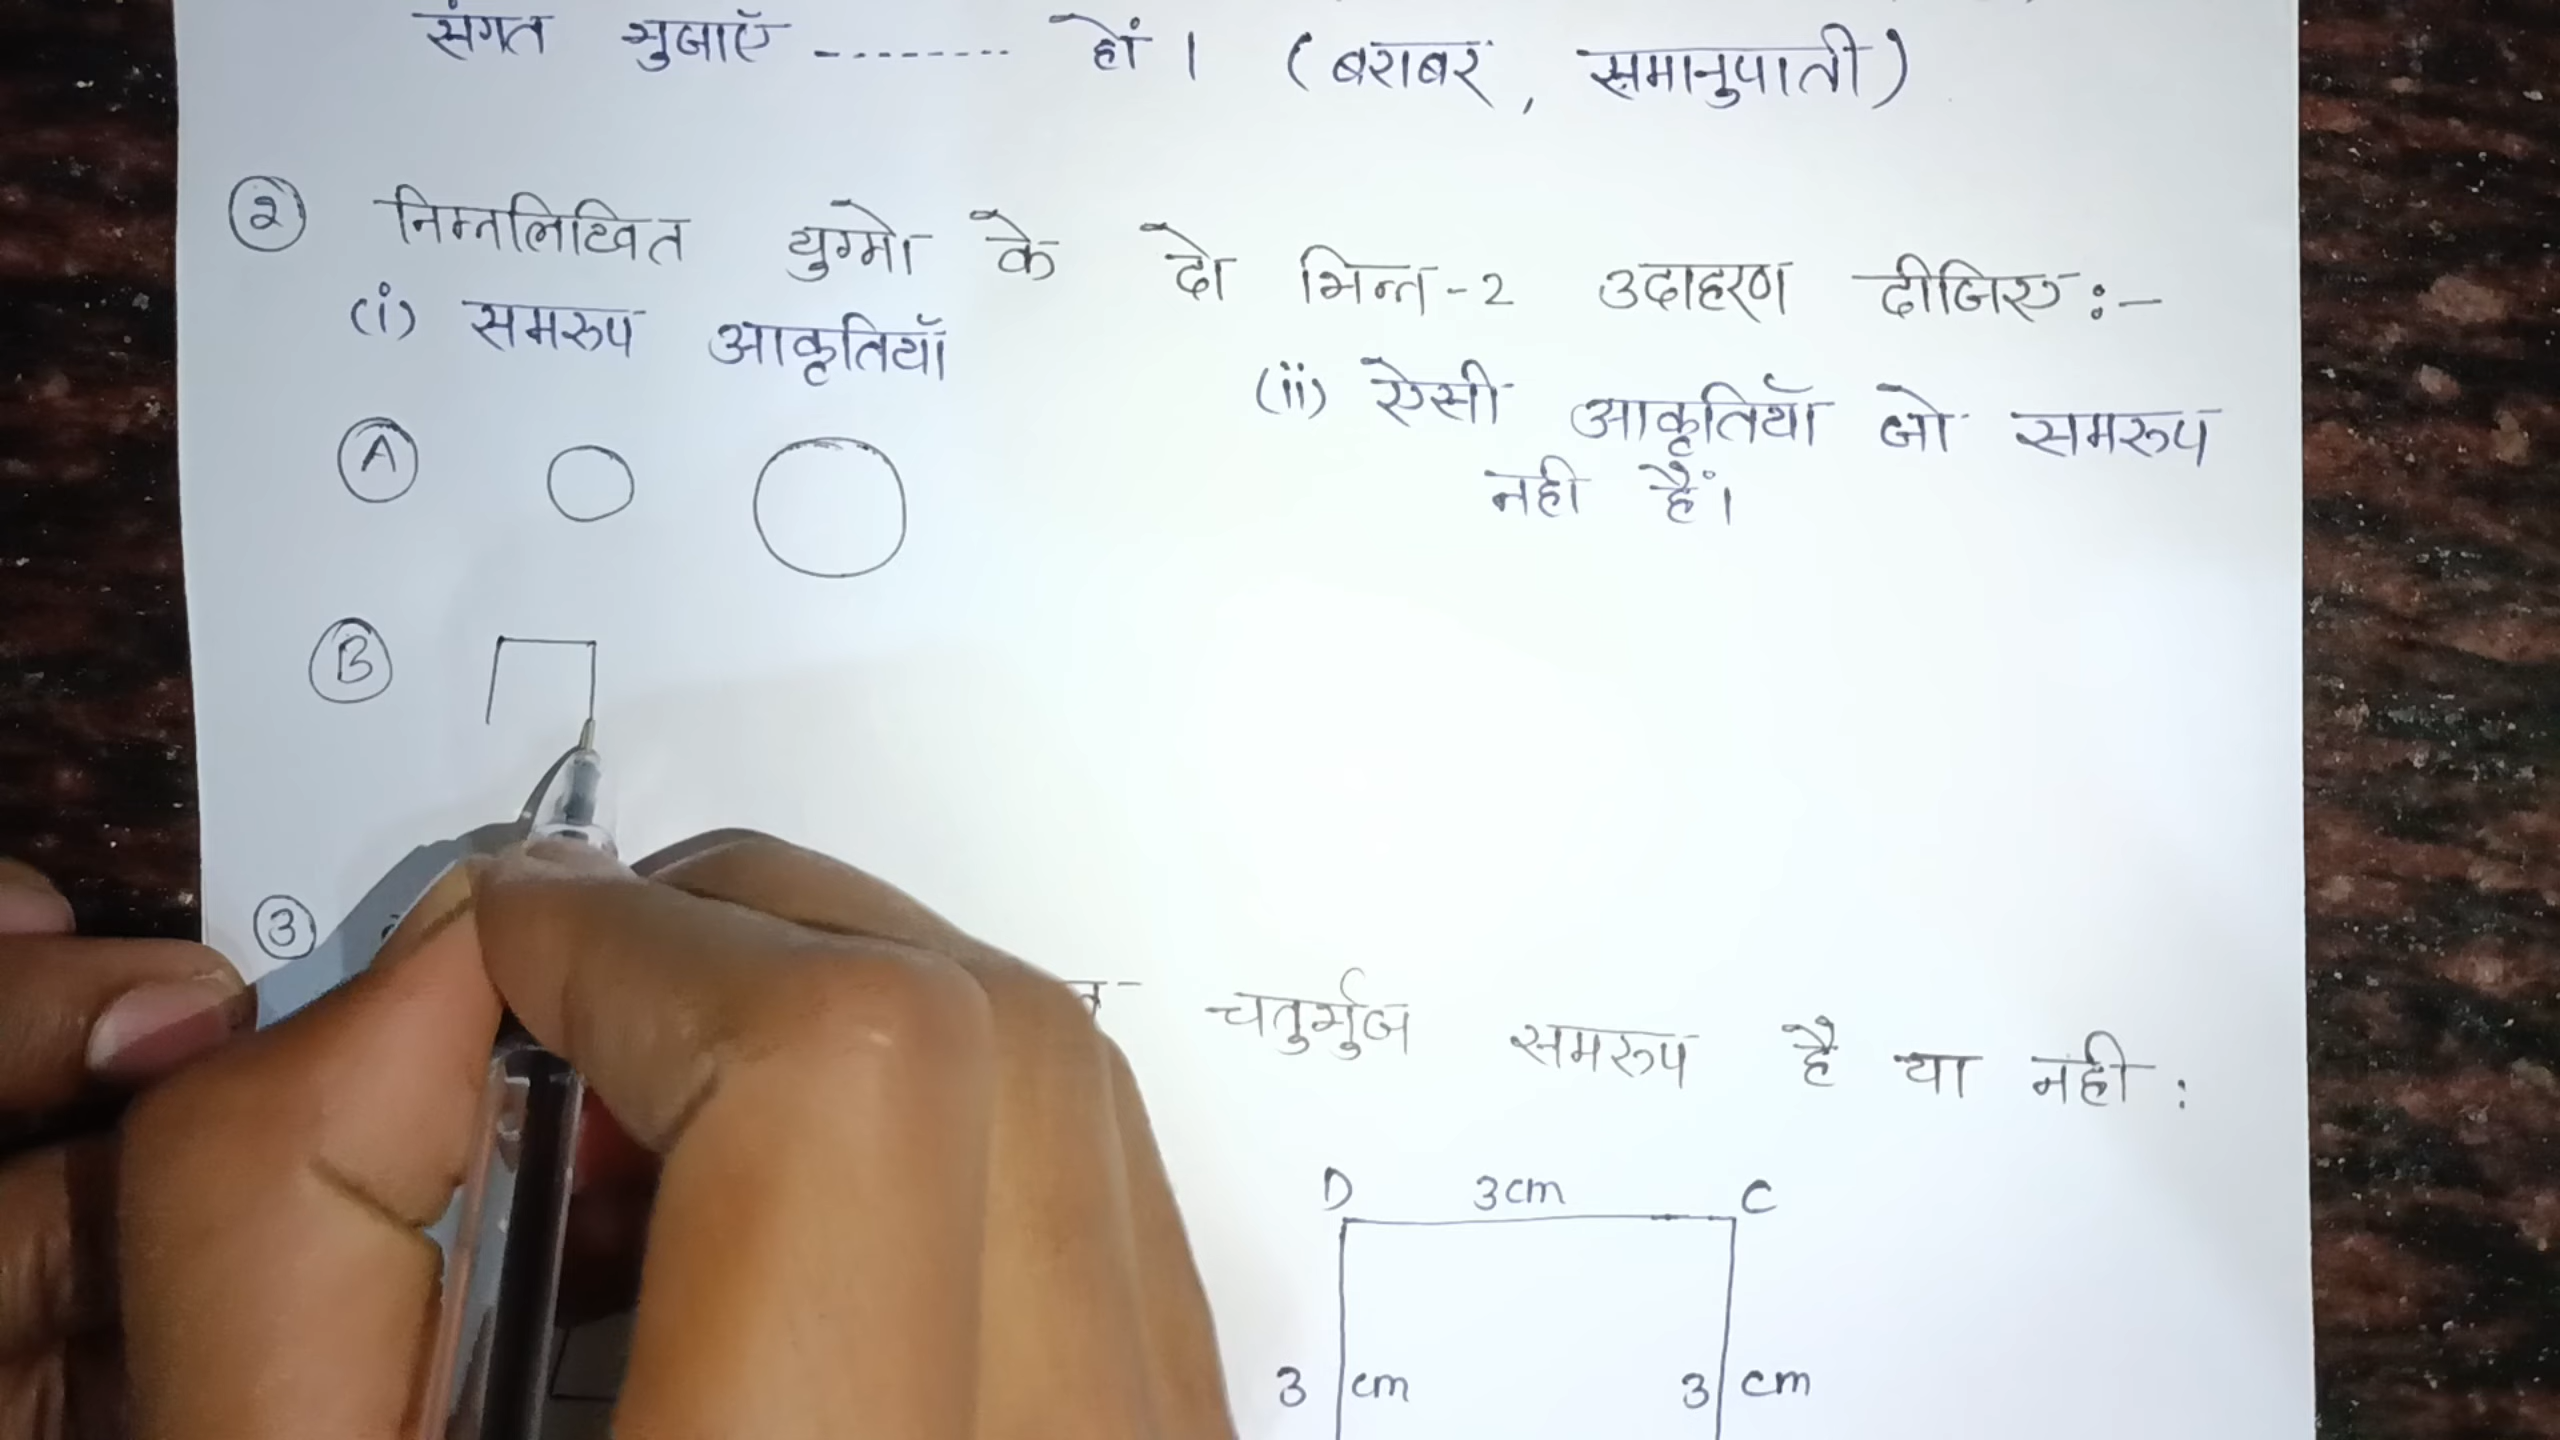 संगत भुजाएँ -------- हों । (बराबर, समानुपाती)
② निम्नलिखित युग्मो के दो भिन्न-2 उदाहरण दीजिए :-
(i) समरुप आकृतियाँ
(ii) ऐसी आकृतियाँ जो समरुप
नही हैं।
Ⓐ
Ⓑ
③
चतुर्भुज समरुप है या नही :
D 3cm C
3 cm 3 cm